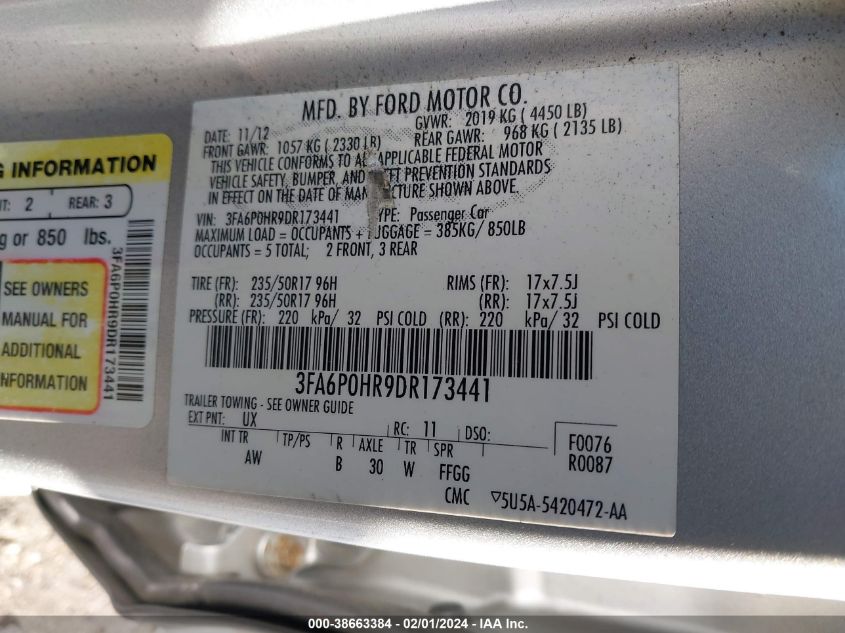 G INFORMATION
NT: 2 REAR: 3
g or 850 lbs.
SEE OWNERS
MANUAL FOR
ADDITIONAL
INFORMATION
3FA6P0HR9DR173441
MFD. BY FORD MOTOR CO.
DATE: 11/12 GVWR: 2019 KG ( 4450 LB)
FRONT GAWR: 1057 KG ( 2330 LB) REAR GAWR: 968 KG ( 2135 LB)
THIS VEHICLE CONFORMS TO AL APPLICABLE FEDERAL MOTOR
VEHICLE SAFETY, BUMPER, AND EFT PREVENTION STANDARDS
IN EFFECT ON THE DATE OF MAN CTURE SHOWN ABOVE.
VIN: 3FA6P0HR9DR173441 YPE: Passenger Car
MAXIMUM LOAD = OCCUPANTS + UGGAGE = 385KG/ 850LB
OCCUPANTS = 5 TOTAL; 2 FRONT, 3 REAR
TIRE (FR): 235/50R17 96H RIMS (FR): 17x7.5J
(RR): 235/50R17 96H (RR): 17x7.5J
PRESSURE (FR): 220 kPa/ 32 PSI COLD (RR): 220 kPa/ 32 PSI COLD
3FA6P0HR9DR173441
TRAILER TOWING - SEE OWNER GUIDE
EXT PNT: UX RC: 11 DSO:
INT TR TP/PS R AXLE TR SPR F0076
AW B 30 W FFGG R0087
CMC ▽5U5A-5420472-AA
000-38663384 - 02/01/2024 - IAA Inc.